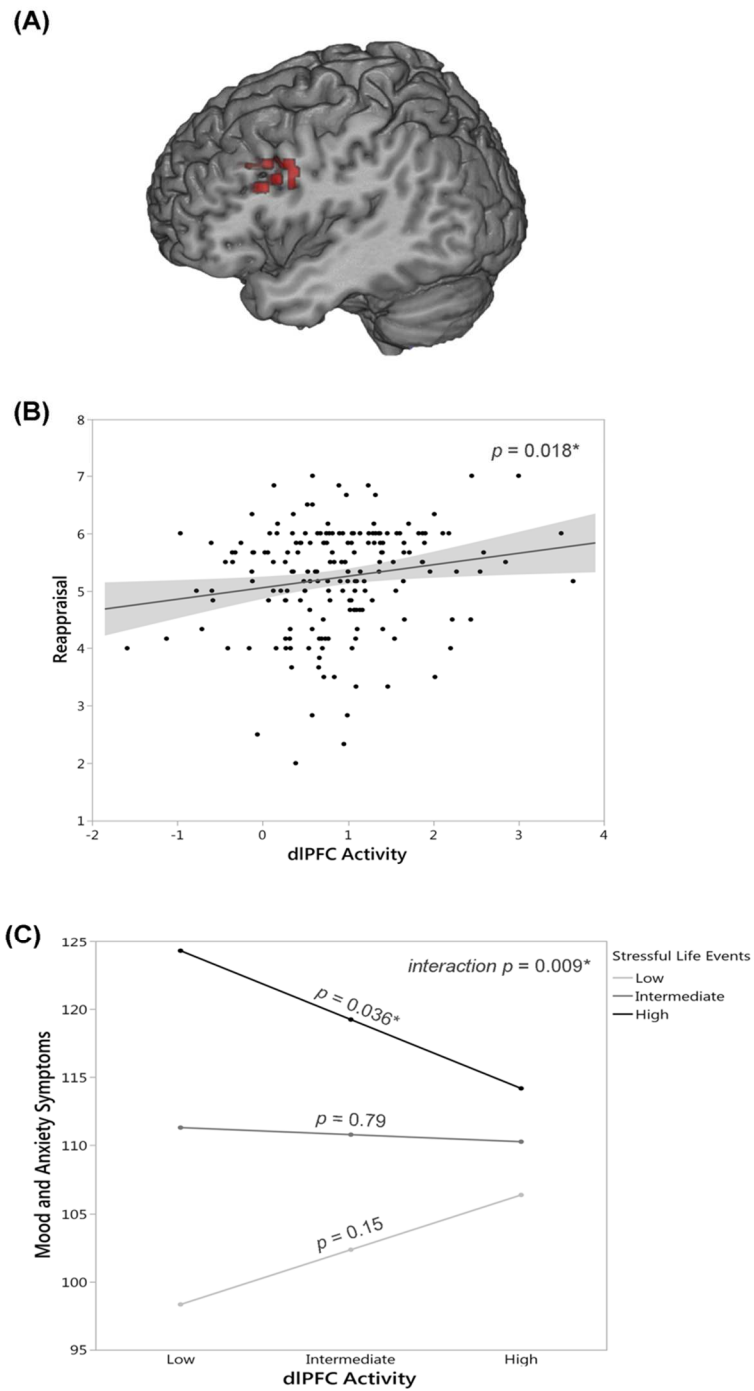 (A)
(B)
8
7
6
5
4
3
2
1
Reappraisal
p = 0.018*
-2 -1 0 1 2 3 4
dlPFC Activity
(C)
125
120
115
110
105
100
95
Mood and Anxiety Symptoms
interaction p = 0.009*
p = 0.036*
p = 0.79
p = 0.15
Stressful Life Events
Low
Intermediate
High
Low Intermediate High
dlPFC Activity